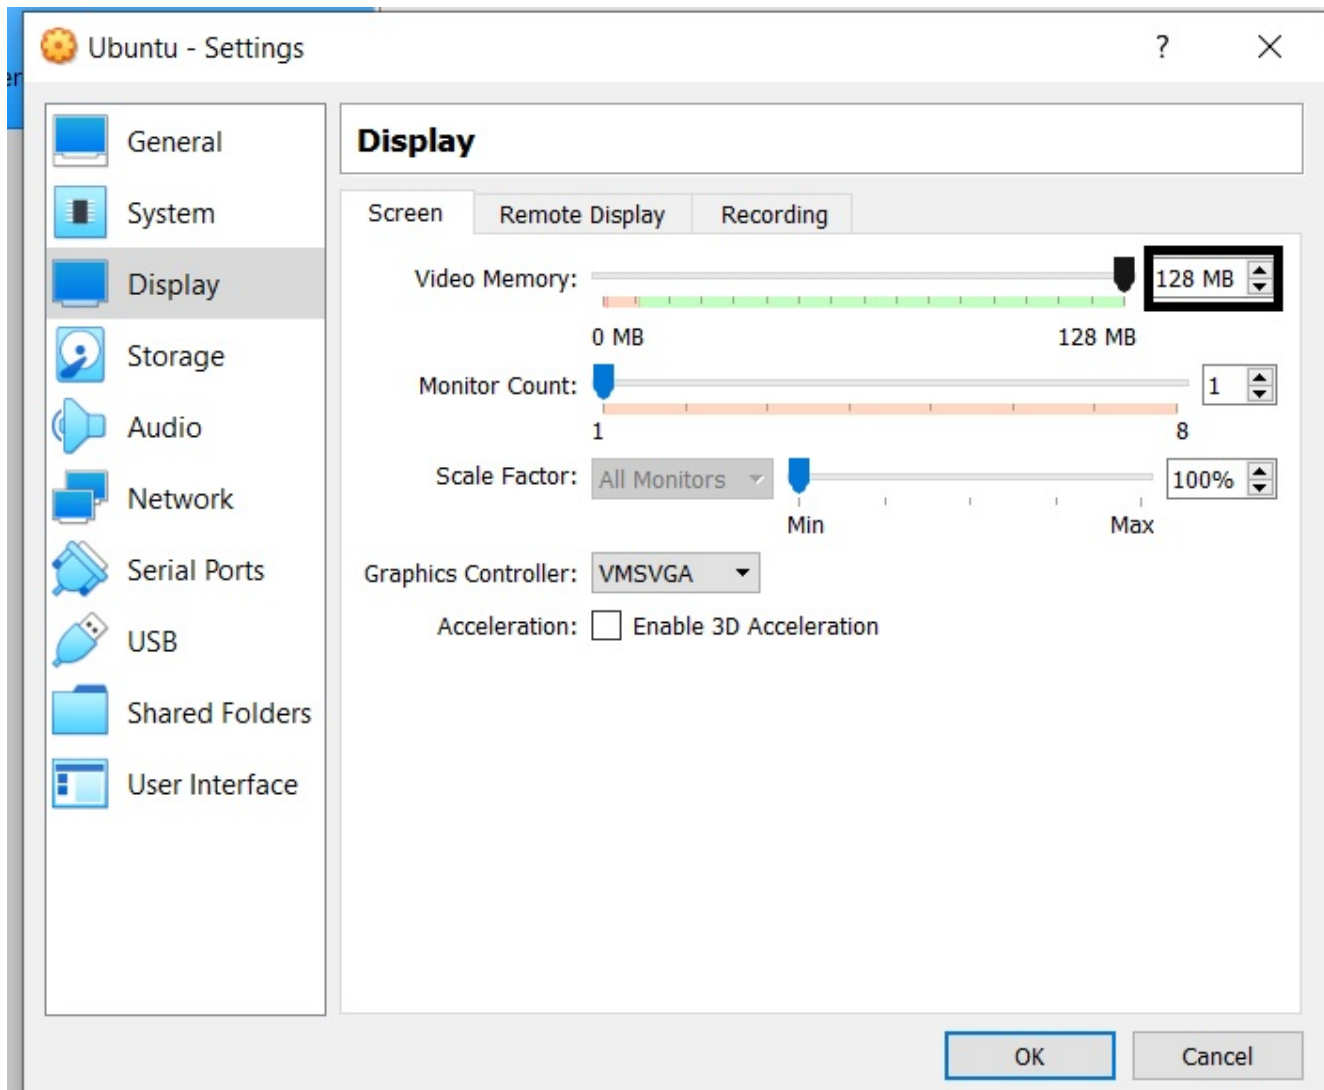 Ubuntu - Settings
?
er
General
System
Display
Storage
Audio
Network
Serial Ports
USB
Shared Folders
User Interface
Display
Screen
Remote Display
Recording
Video Memory:
128 MB
0 MB
128 MB
Monitor Count:
1
1
8
Scale Factor:
All Monitors
100%
Min
Max
Graphics Controller:
VMSVGA
Acceleration:
Enable 3D Acceleration
OK
Cancel